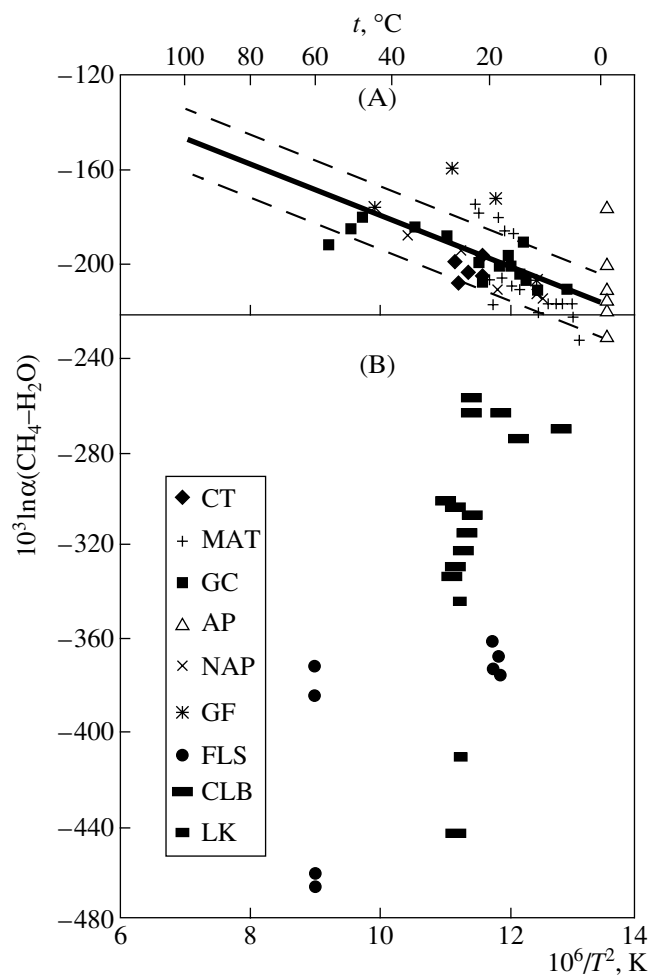 t, °C
100 80 60 40 20 0
−120
(A)
−160
−200
−240
(B)
−280
−320
−360
−400
−440
−480
10³lnα(CH₄–H₂O)
CT
MAT
GC
AP
NAP
GF
FLS
CLB
LK
6 8 10 12 14
10⁶/T², K